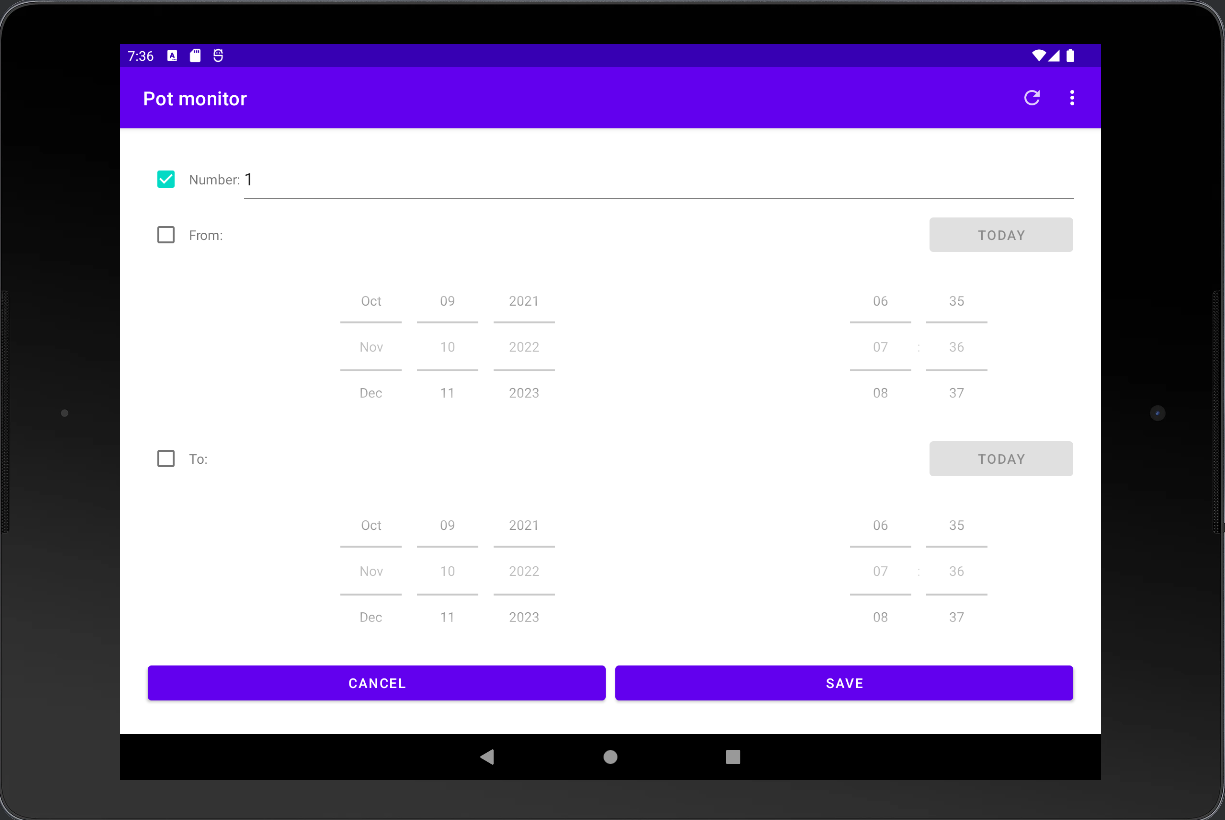 7:36
Pot monitor
Number: 1
From:
TODAY
Oct 09 2021 06 35
Nov 10 2022 07 : 36
Dec 11 2023 08 37
To:
TODAY
Oct 09 2021 06 35
Nov 10 2022 07 : 36
Dec 11 2023 08 37
CANCEL SAVE